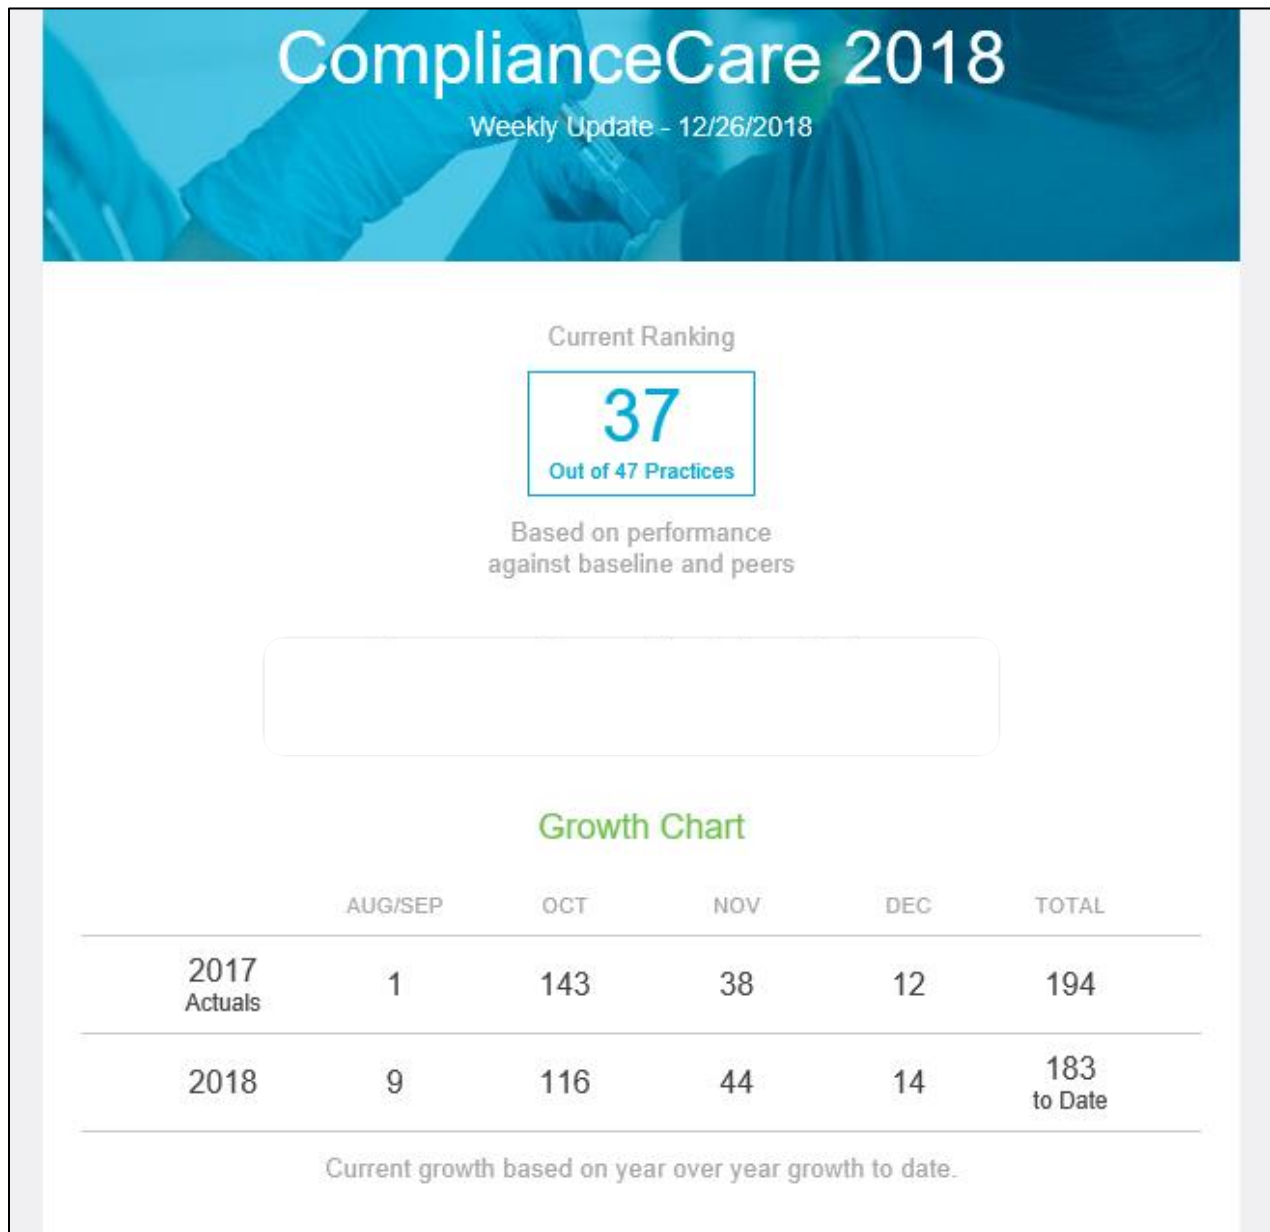 ComplianceCare 2018
Weekly Update - 12/26/2018
Current Ranking
37
Out of 47 Practices
Based on performance
against baseline and peers
Growth Chart
AUG/SEP OCT NOV DEC TOTAL
2017 Actuals 1 143 38 12 194
2018 9 116 44 14 183 to Date
Current growth based on year over year growth to date.